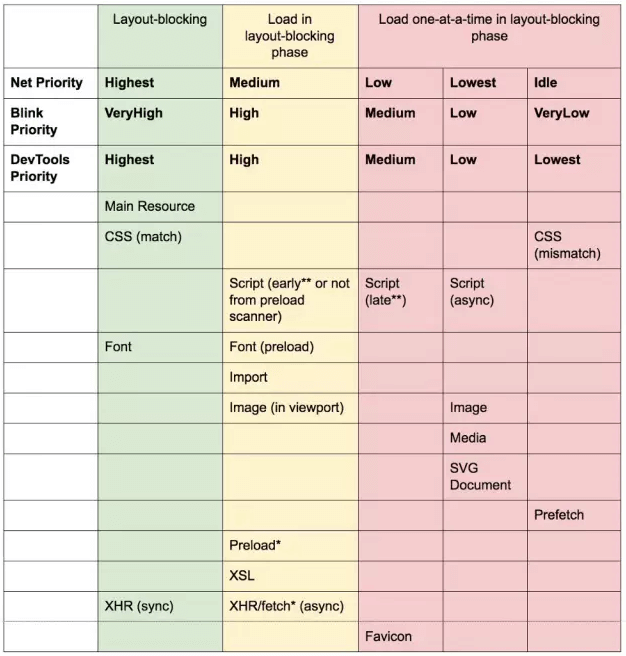 Layout-blocking
Load in
layout-blocking
phase
Load one-at-a-time in layout-blocking
phase
Net Priority Highest Medium Low Lowest Idle
Blink
Priority
VeryHigh High Medium Low VeryLow
DevTools
Priority
Highest High Medium Low Lowest
Main Resource
CSS (match)
CSS
(mismatch)
Script (early** or not
from preload
scanner)
Script
(late**)
Script
(async)
Font Font (preload)
Import
Image (in viewport) Image
Media
SVG
Document
Prefetch
Preload*
XSL
XHR (sync) XHR/fetch* (async)
Favicon